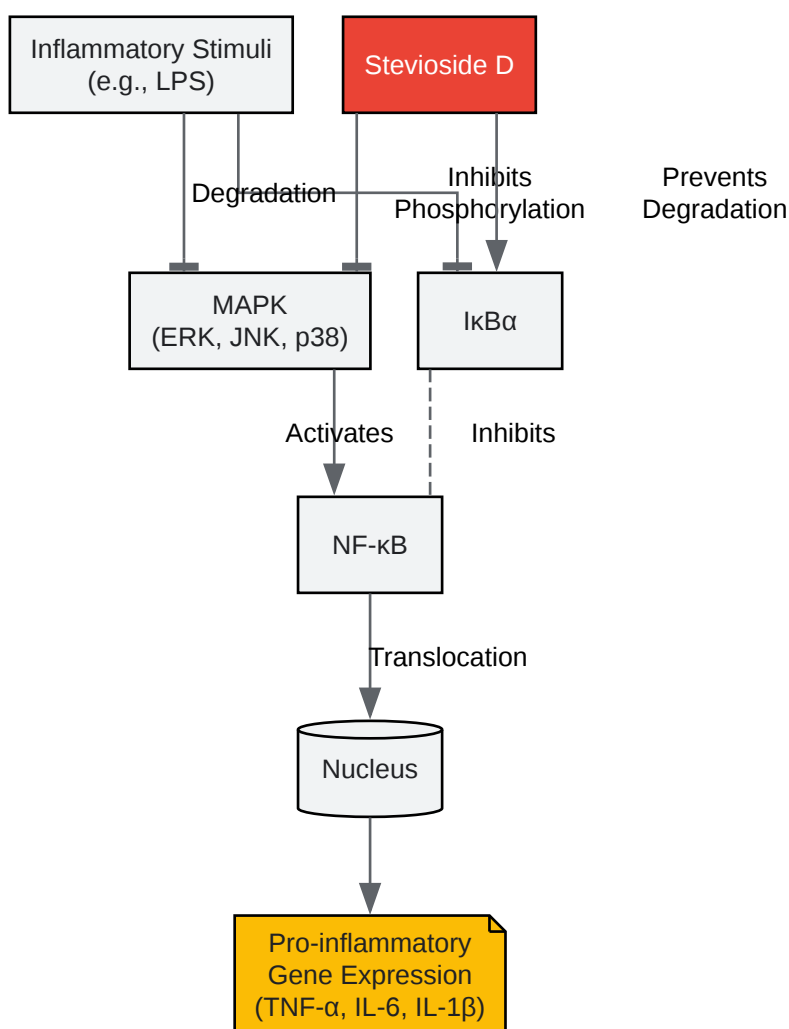 Inflammatory Stimuli
(e.g., LPS)
Stevioside D
Degradation
Inhibits
Phosphorylation
Prevents
Degradation
MAPK
(ERK, JNK, p38)
IκBα
Activates
Inhibits
NF-κB
Translocation
Nucleus
Pro-inflammatory
Gene Expression
(TNF-α, IL-6, IL-1β)